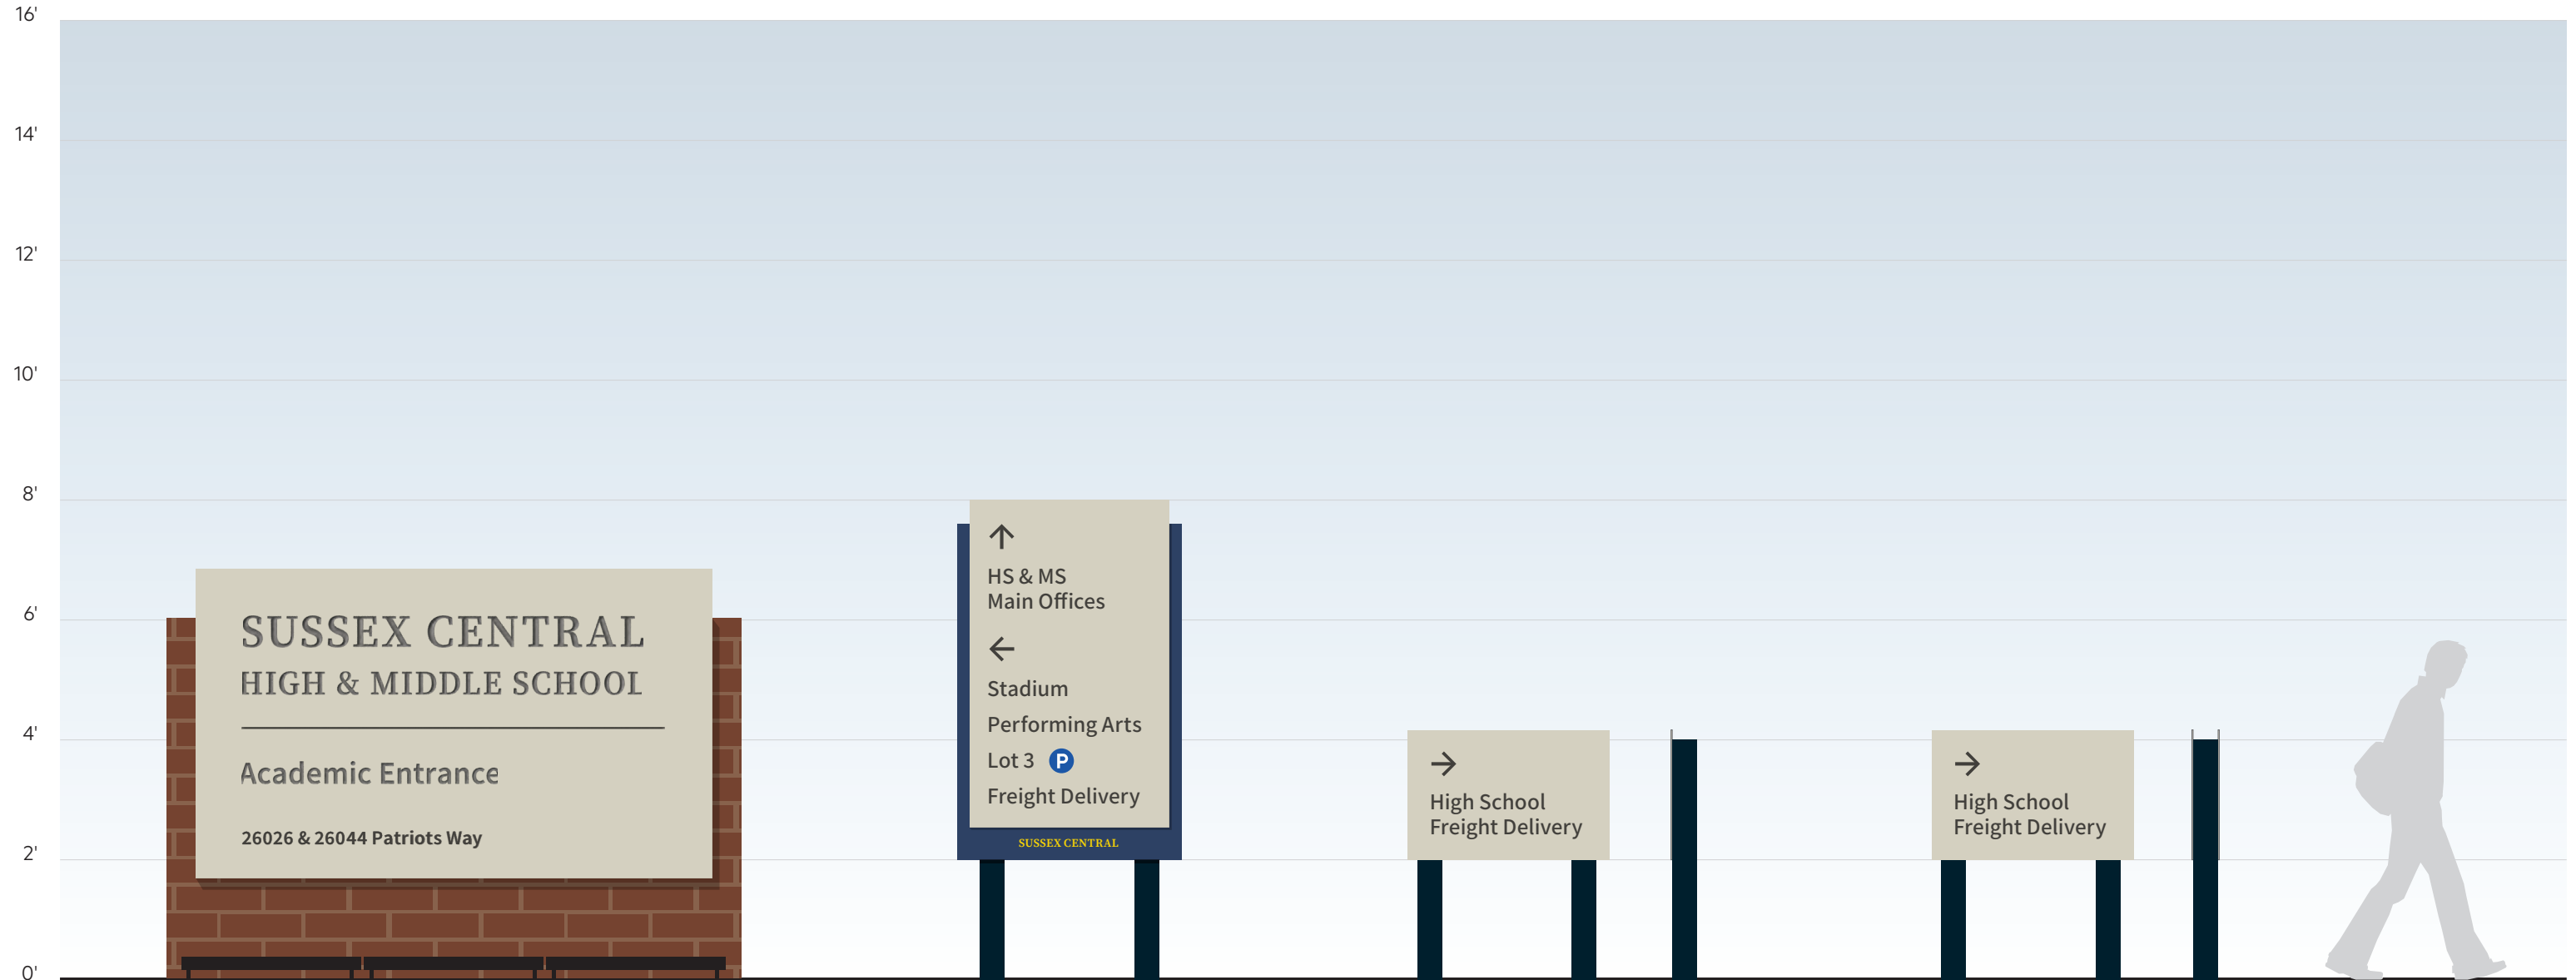 16'
14'
12'
10'
8'
6'
4'
2'
0'
SUSSEX CENTRAL
HIGH & MIDDLE SCHOOL
Academic Entrance
26026 & 26044 Patriots Way
↑
HS & MS
Main Offices
←
Stadium
Performing Arts
Lot 3 P
Freight Delivery
SUSSEX CENTRAL
→
High School
Freight Delivery
→
High School
Freight Delivery